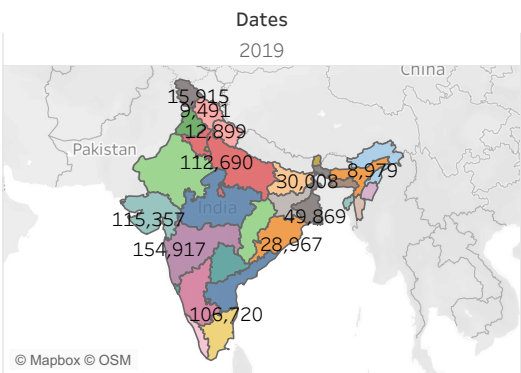 Dates
2019
China
15,915
9,491
12,899
Pakistan
112,690
30,008
8,979
India
115,357
49,869
154,917
28,967
106,720
© Mapbox © OSM